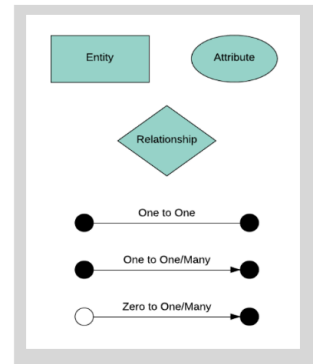 Entity
Attribute
Relationship
One to One
One to One/Many
Zero to One/Many